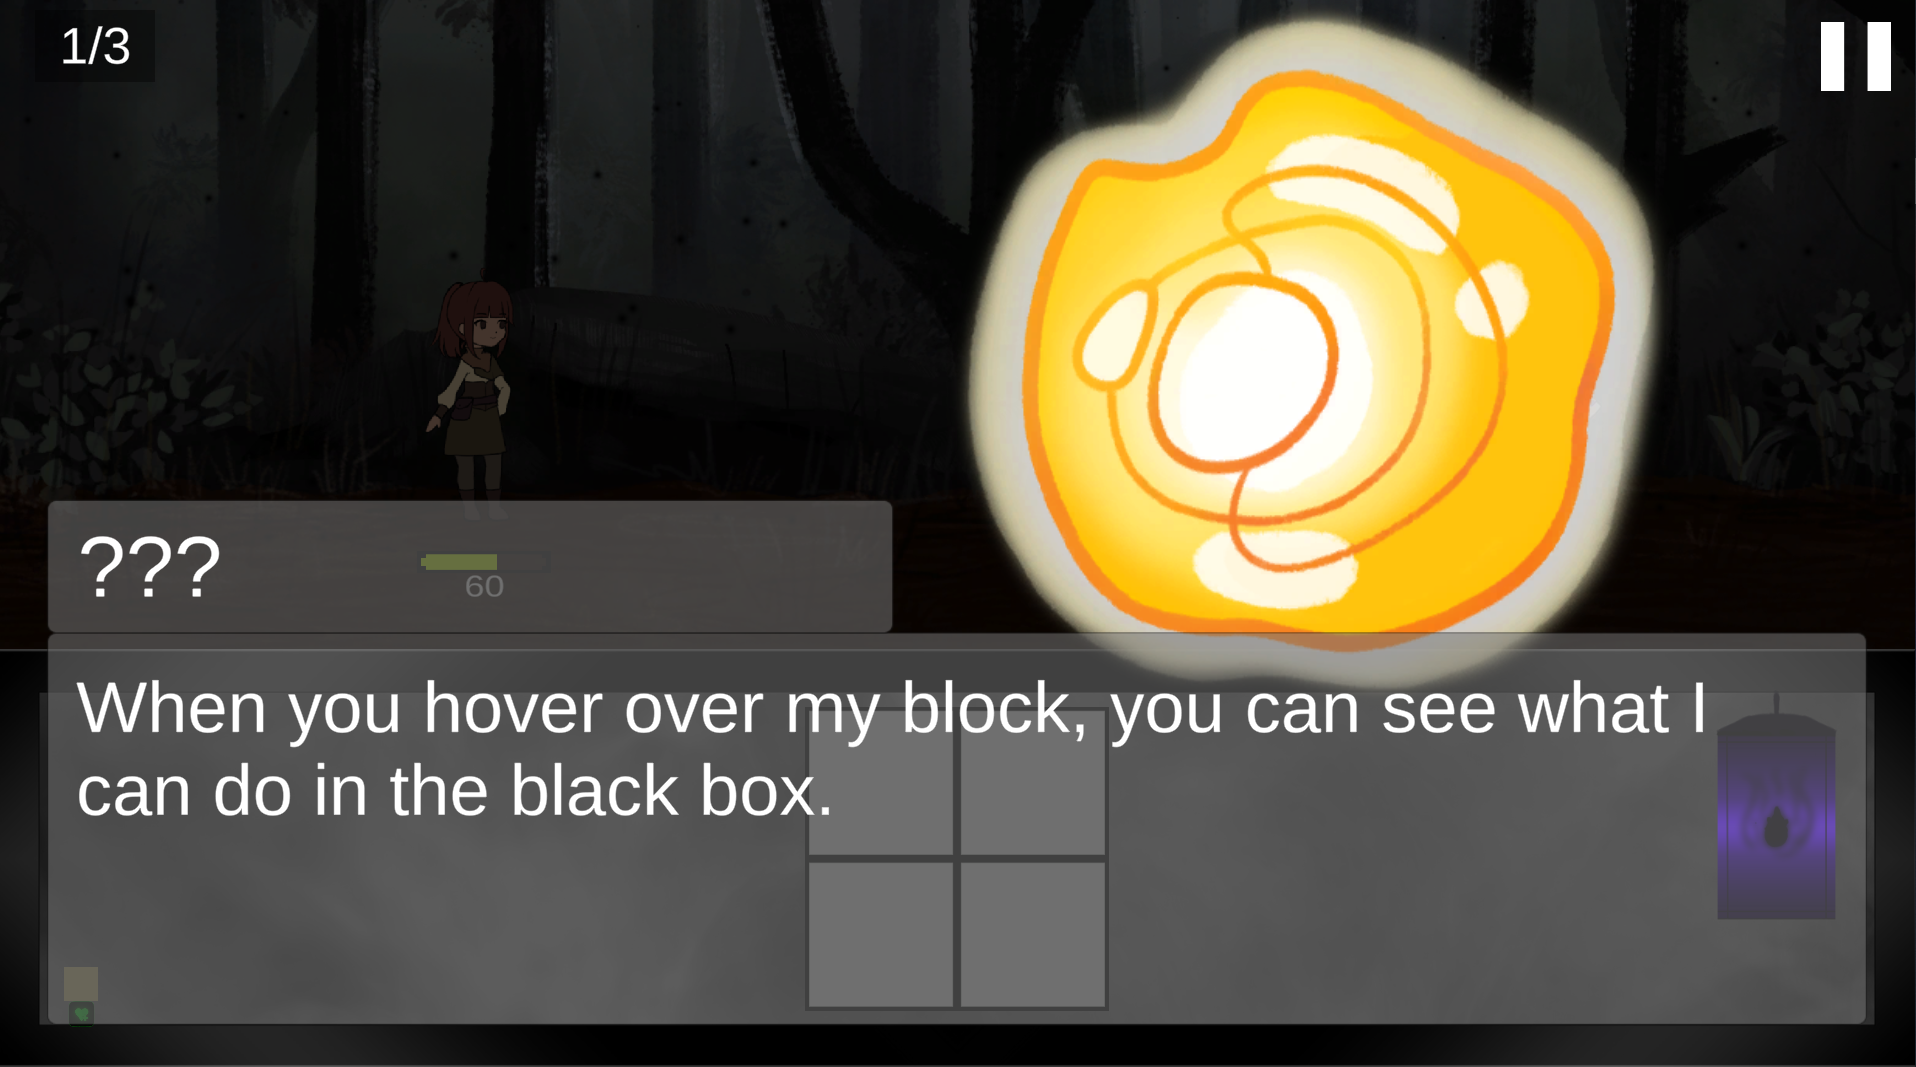 1/3
???
60
When you hover over my block, you can see what I
can do in the black box.